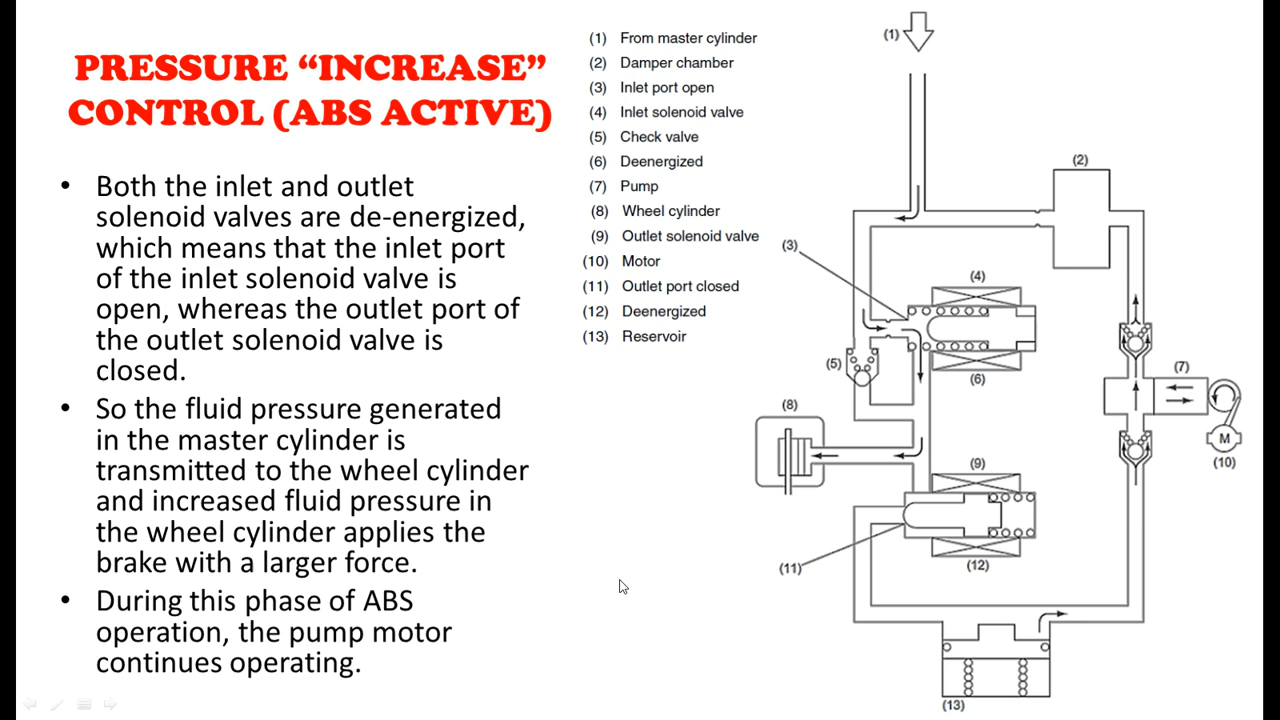 PRESSURE “INCREASE”
CONTROL (ABS ACTIVE)
• Both the inlet and outlet
solenoid valves are de-energized,
which means that the inlet port
of the inlet solenoid valve is
open, whereas the outlet port of
the outlet solenoid valve is
closed.
• So the fluid pressure generated
in the master cylinder is
transmitted to the wheel cylinder
and increased fluid pressure in
the wheel cylinder applies the
brake with a larger force.
• During this phase of ABS
operation, the pump motor
continues operating.
(1) From master cylinder
(2) Damper chamber
(3) Inlet port open
(4) Inlet solenoid valve
(5) Check valve
(6) Deenergized
(7) Pump
(8) Wheel cylinder
(9) Outlet solenoid valve
(10) Motor
(11) Outlet port closed
(12) Deenergized
(13) Reservoir
(1)
(2)
(3)
(4)
(5)
(6)
(7)
(8)
M
(9)
(10)
(11)
(12)
(13)